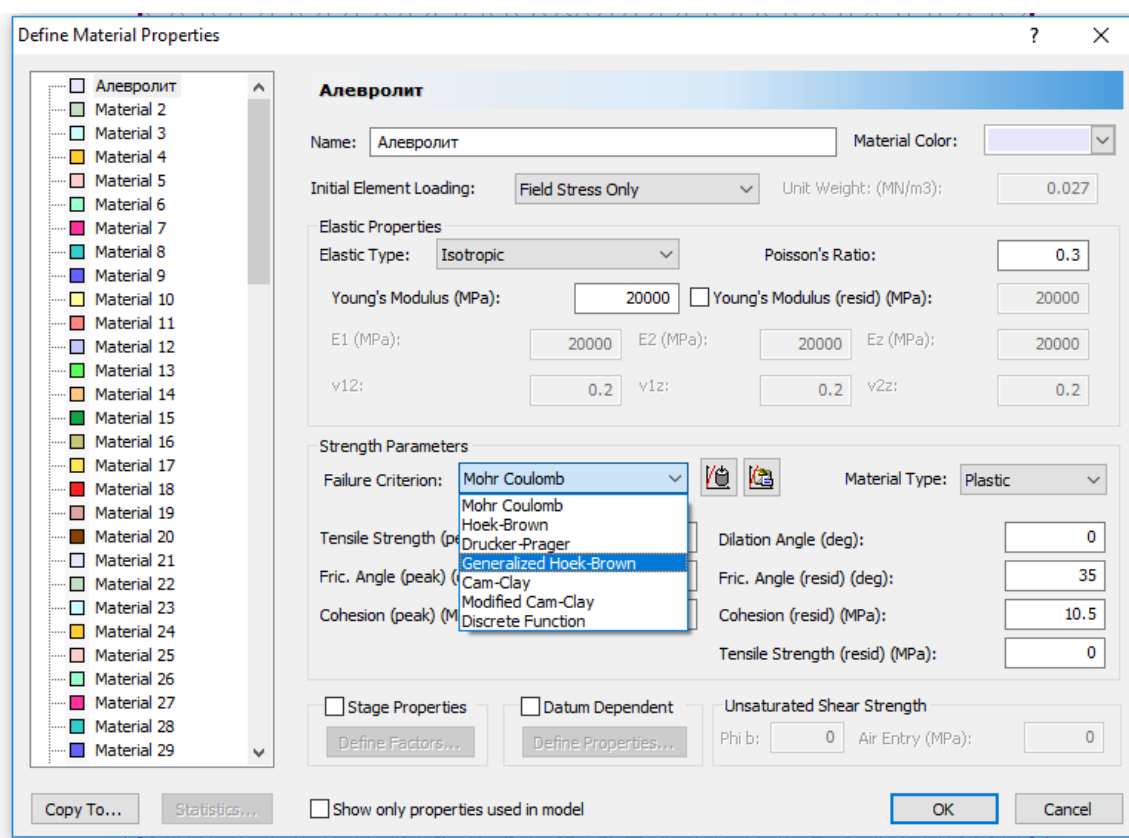 Define Material Properties ? ×
Алевролит
Material 2
Material 3
Material 4
Material 5
Material 6
Material 7
Material 8
Material 9
Material 10
Material 11
Material 12
Material 13
Material 14
Material 15
Material 16
Material 17
Material 18
Material 19
Material 20
Material 21
Material 22
Material 23
Material 24
Material 25
Material 26
Material 27
Material 28
Material 29
Copy To... Statistics...
Алевролит
Name: Алевролит Material Color:
Initial Element Loading: Field Stress Only Unit Weight: (MN/m3): 0.027
Elastic Properties
Elastic Type: Isotropic Poisson's Ratio: 0.3
Young's Modulus (MPa): 20000 Young's Modulus (resid) (MPa): 20000
E1 (MPa): 20000 E2 (MPa): 20000 Ez (MPa): 20000
v12: 0.2 v1z: 0.2 v2z: 0.2
Strength Parameters
Failure Criterion: Mohr Coulomb Material Type: Plastic
Mohr Coulomb
Hoek-Brown
Drucker-Prager
Generalized Hoek-Brown
Cam-Clay
Modified Cam-Clay
Discrete Function
Tensile Strength (pe Dilation Angle (deg): 0
Fric. Angle (peak) ( Fric. Angle (resid) (deg): 35
Cohesion (peak) (M Cohesion (resid) (MPa): 10.5
Tensile Strength (resid) (MPa): 0
Stage Properties Datum Dependent Unsaturated Shear Strength
Define Factors... Define Properties... Phi b: 0 Air Entry (MPa): 0
Show only properties used in model OK Cancel